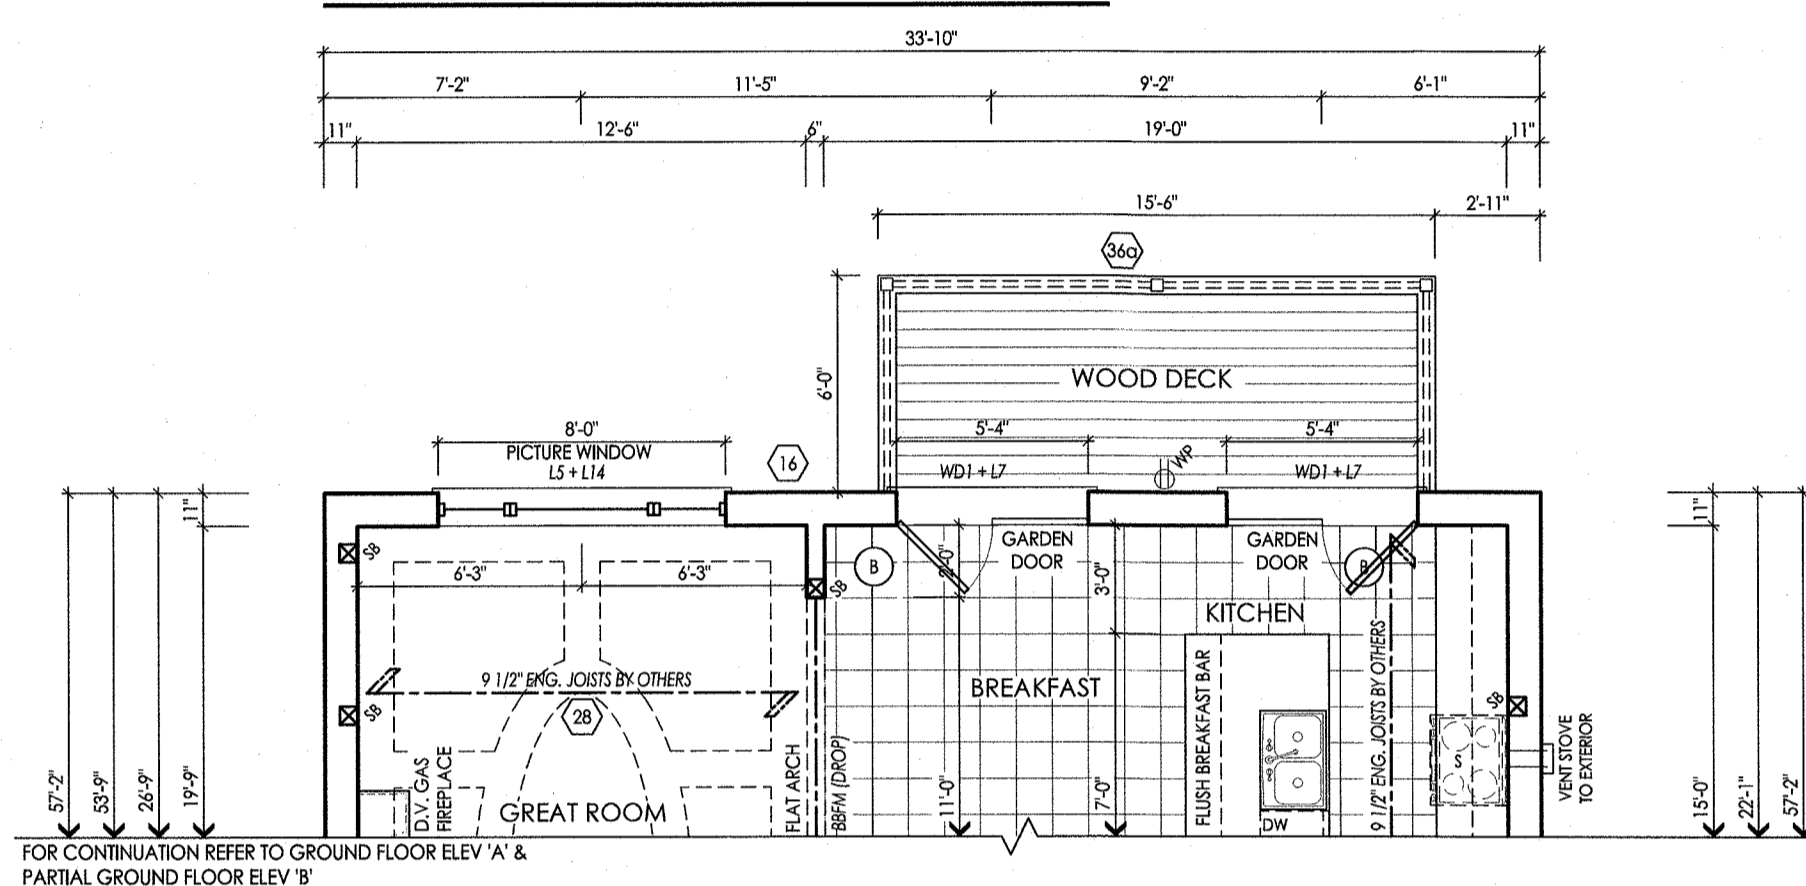 33'-10"
7'-2" 11'-5" 9'-2" 6'-1"
11" 12'-6" 6" 19'-0" 11"
15'-6" 2'-11"
36a
6'-0"
WOOD DECK
8'-0"
PICTURE WINDOW
L5 + L14
16
5'-4" 5'-4"
WD1 + L7 WP WD1 + L7
11" 11"
SB
GARDEN
DOOR
GARDEN
DOOR
B B
6'-3" 6'-3"
SB
3'-0"
KITCHEN
9 1/2" ENG. JOISTS BY OTHERS
BREAKFAST
28
SB
SB
57'-2"
53'-9"
26'-9"
19'-9"
D.V. GAS
FIREPLACE
GREAT ROOM
FLAT ARCH
BBFM (DROP)
11'-0"
7'-0"
FLUSH BREAKFAST BAR
DW
9 1/2" ENG. JOISTS BY OTHERS
S
VENT STOVE
TO EXTERIOR
15'-0"
22'-1"
57'-2"
FOR CONTINUATION REFER TO GROUND FLOOR ELEV 'A' &
PARTIAL GROUND FLOOR ELEV 'B'